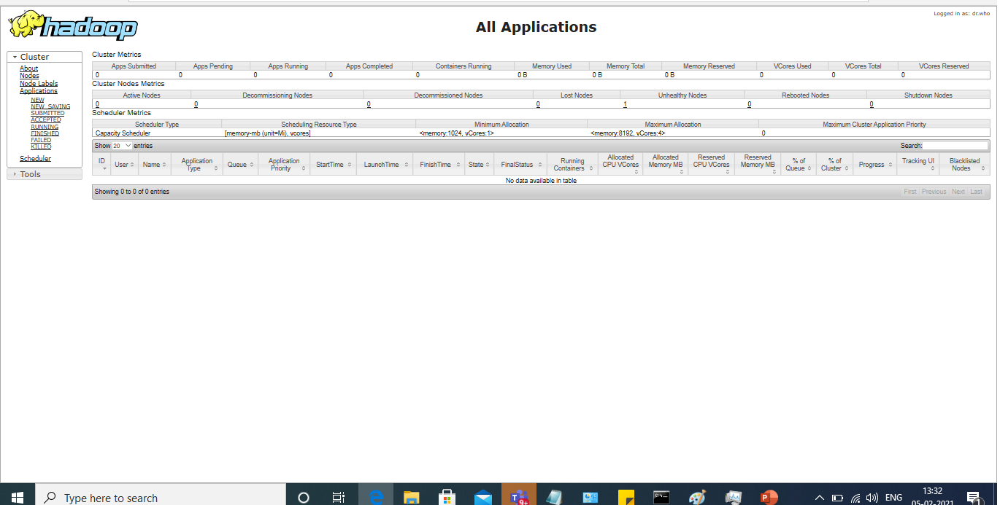 Logged in as: dr.who
hadoop
All Applications
Cluster
About
Nodes
Node Labels
Applications
NEW
NEW_SAVING
SUBMITTED
ACCEPTED
RUNNING
FINISHED
FAILED
KILLED
Scheduler
Tools
Cluster Metrics
Apps Submitted Apps Pending Apps Running Apps Completed Containers Running Memory Used Memory Total Memory Reserved VCores Used VCores Total VCores Reserved
0 0 0 0 0 0 B 0 B 0 B 0 0 0
Cluster Nodes Metrics
Active Nodes Decommissioning Nodes Decommissioned Nodes Lost Nodes Unhealthy Nodes Rebooted Nodes Shutdown Nodes
0 0 0 0 1 0 0
Scheduler Metrics
Scheduler Type Scheduling Resource Type Minimum Allocation Maximum Allocation Maximum Cluster Application Priority
Capacity Scheduler [memory-mb (unit=Mi), vcores] <memory:1024, vCores:1> <memory:8192, vCores:4> 0
Show 20 entries Search:
ID User Name Application Type Queue Application Priority StartTime LaunchTime FinishTime State FinalStatus Running Containers Allocated CPU VCores Allocated Memory MB Reserved CPU VCores Reserved Memory MB % of Queue % of Cluster Progress Tracking UI Blacklisted Nodes
No data available in table
Showing 0 to 0 of 0 entries First Previous Next Last
Type here to search
T 9+
P
ENG
13:32
05-02-2021
1